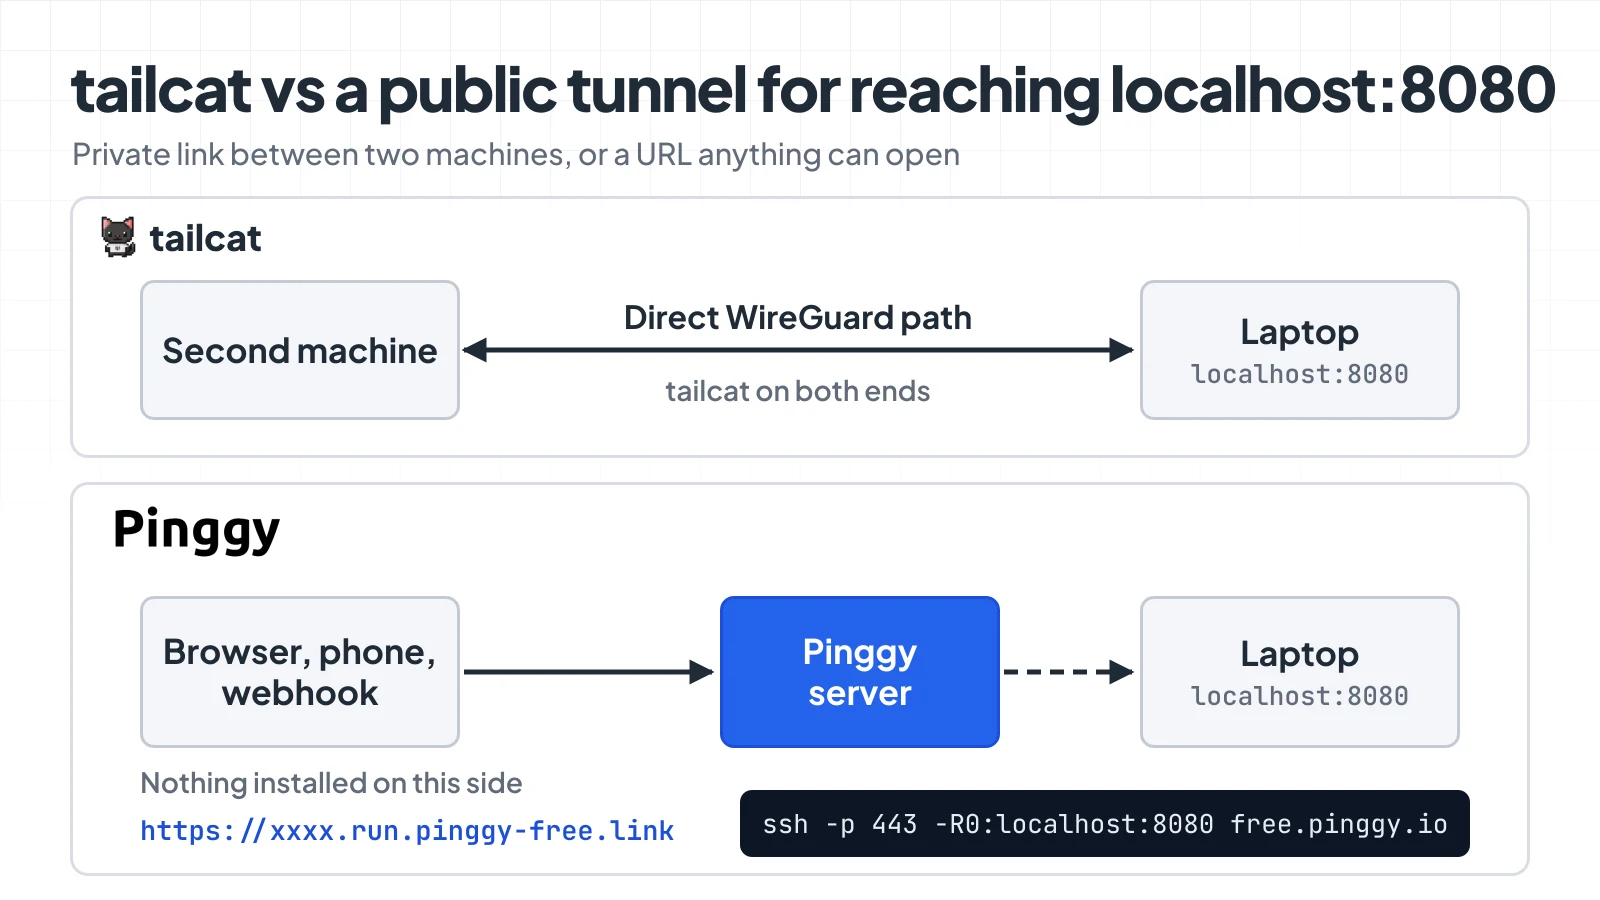 tailcat vs a public tunnel for reaching localhost:8080
Private link between two machines, or a URL anything can open
tailcat
Second machine
Direct WireGuard path
tailcat on both ends
Laptop
localhost:8080
Pinggy
Browser, phone,
webhook
Pinggy
server
Laptop
localhost:8080
Nothing installed on this side
https://xxxx.run.pinggy-free.link
ssh -p 443 -R0:localhost:8080 free.pinggy.io